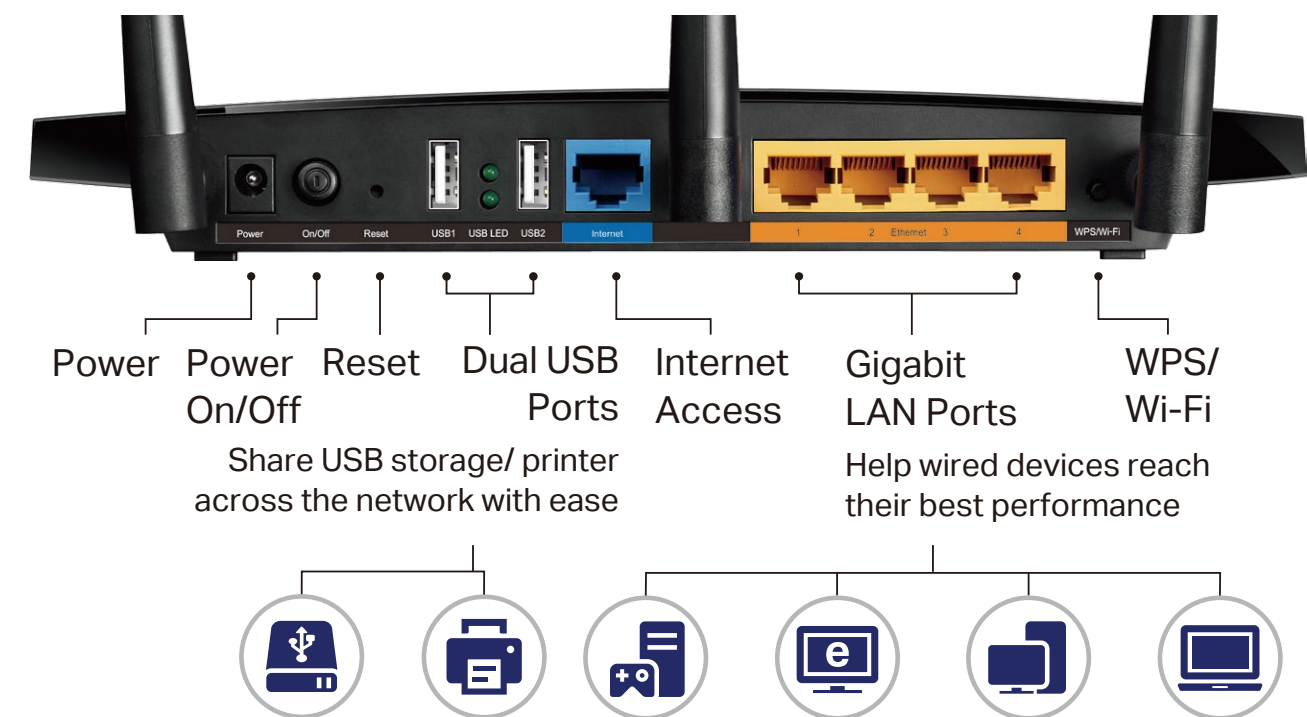 Power On/Off Reset USB1 USB LED USB2 Internet 1 2 Ethernet 3 4 WPS/Wi-Fi
Power
Power
On/Off
Reset
Dual USB
Ports
Share USB storage/ printer
across the network with ease
Internet
Access
Gigabit
LAN Ports
Help wired devices reach
their best performance
WPS/
Wi-Fi
e